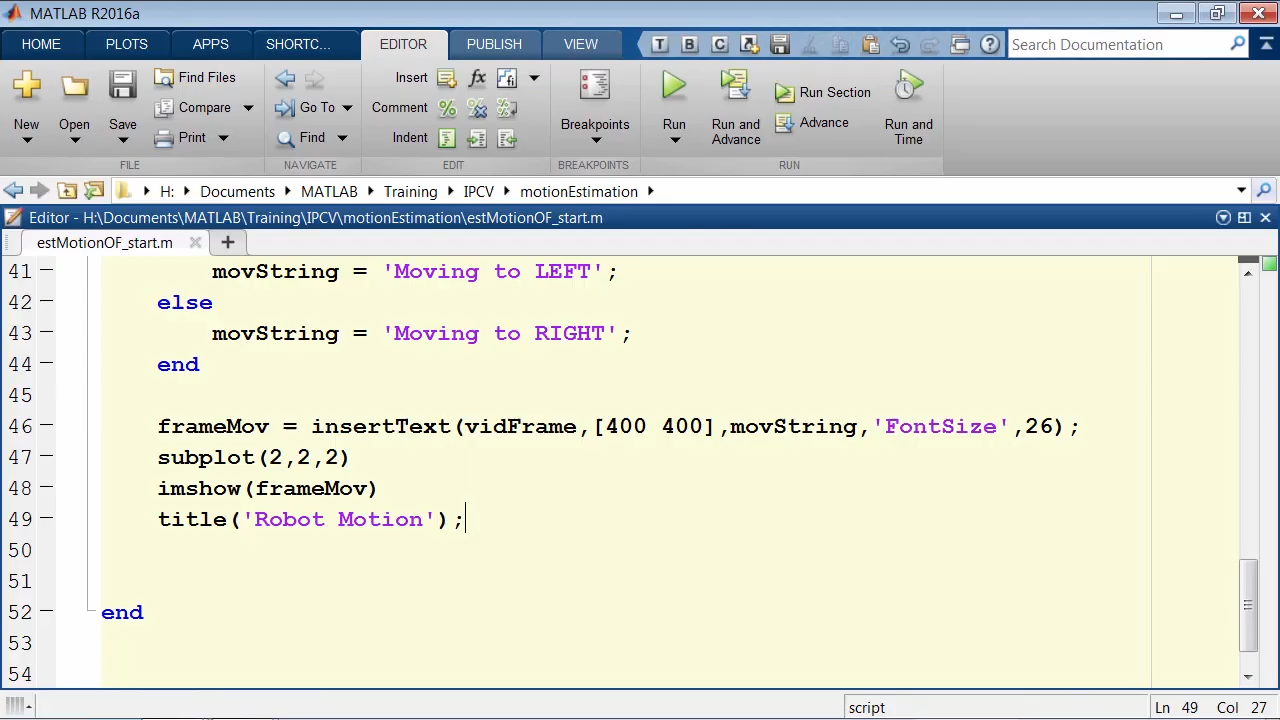 MATLAB R2016a
HOME PLOTS APPS SHORTC... EDITOR PUBLISH VIEW T B C ? Search Documentation
New Open Save Find Files Compare Print
Go To Find
Insert fx Comment Indent
Breakpoints
Run Run and Advance Run Section Advance Run and Time
FILE NAVIGATE EDIT BREAKPOINTS RUN
H: Documents MATLAB Training IPCV motionEstimation
Editor - H:\Documents\MATLAB\Training\IPCV\motionEstimation\estMotionOF_start.m
estMotionOF_start.m
41 movString = 'Moving to LEFT';
42 else
43 movString = 'Moving to RIGHT';
44 end
45
46 frameMov = insertText(vidFrame,[400 400],movString,'FontSize',26);
47 subplot(2,2,2)
48 imshow(frameMov)
49 title('Robot Motion');
50
51
52 end
53
54
script Ln 49 Col 27